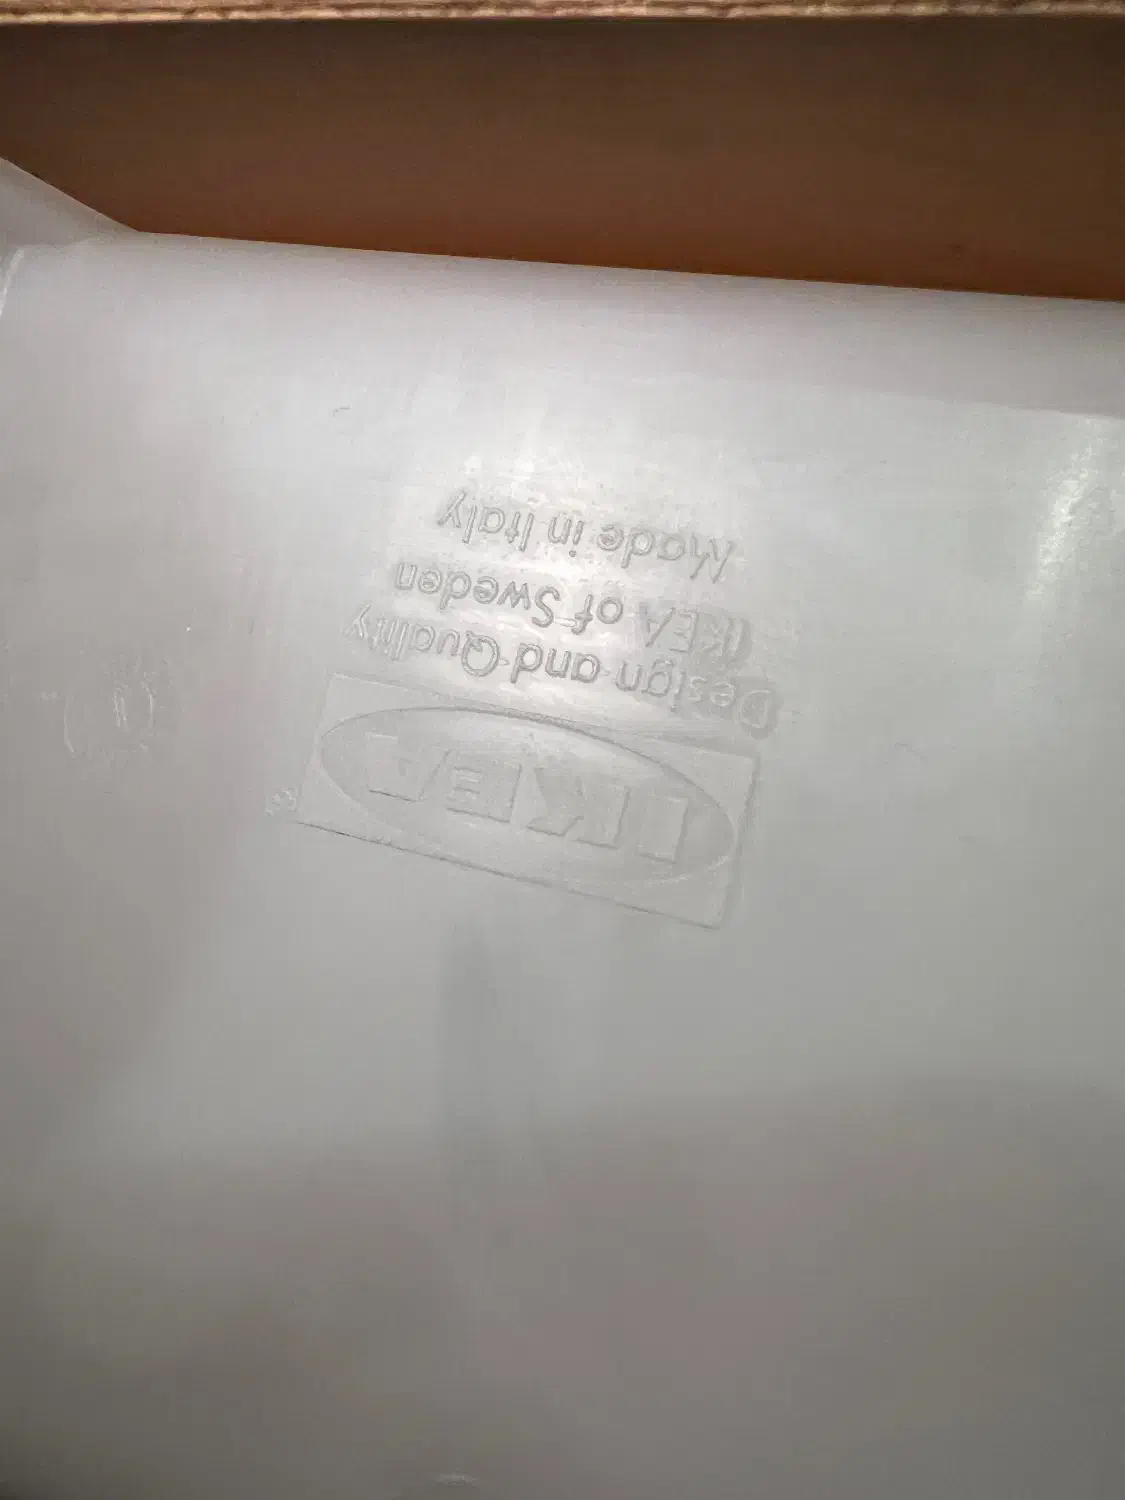 IKEA
Design and Quality
IKEA of Sweden
Made in Italy